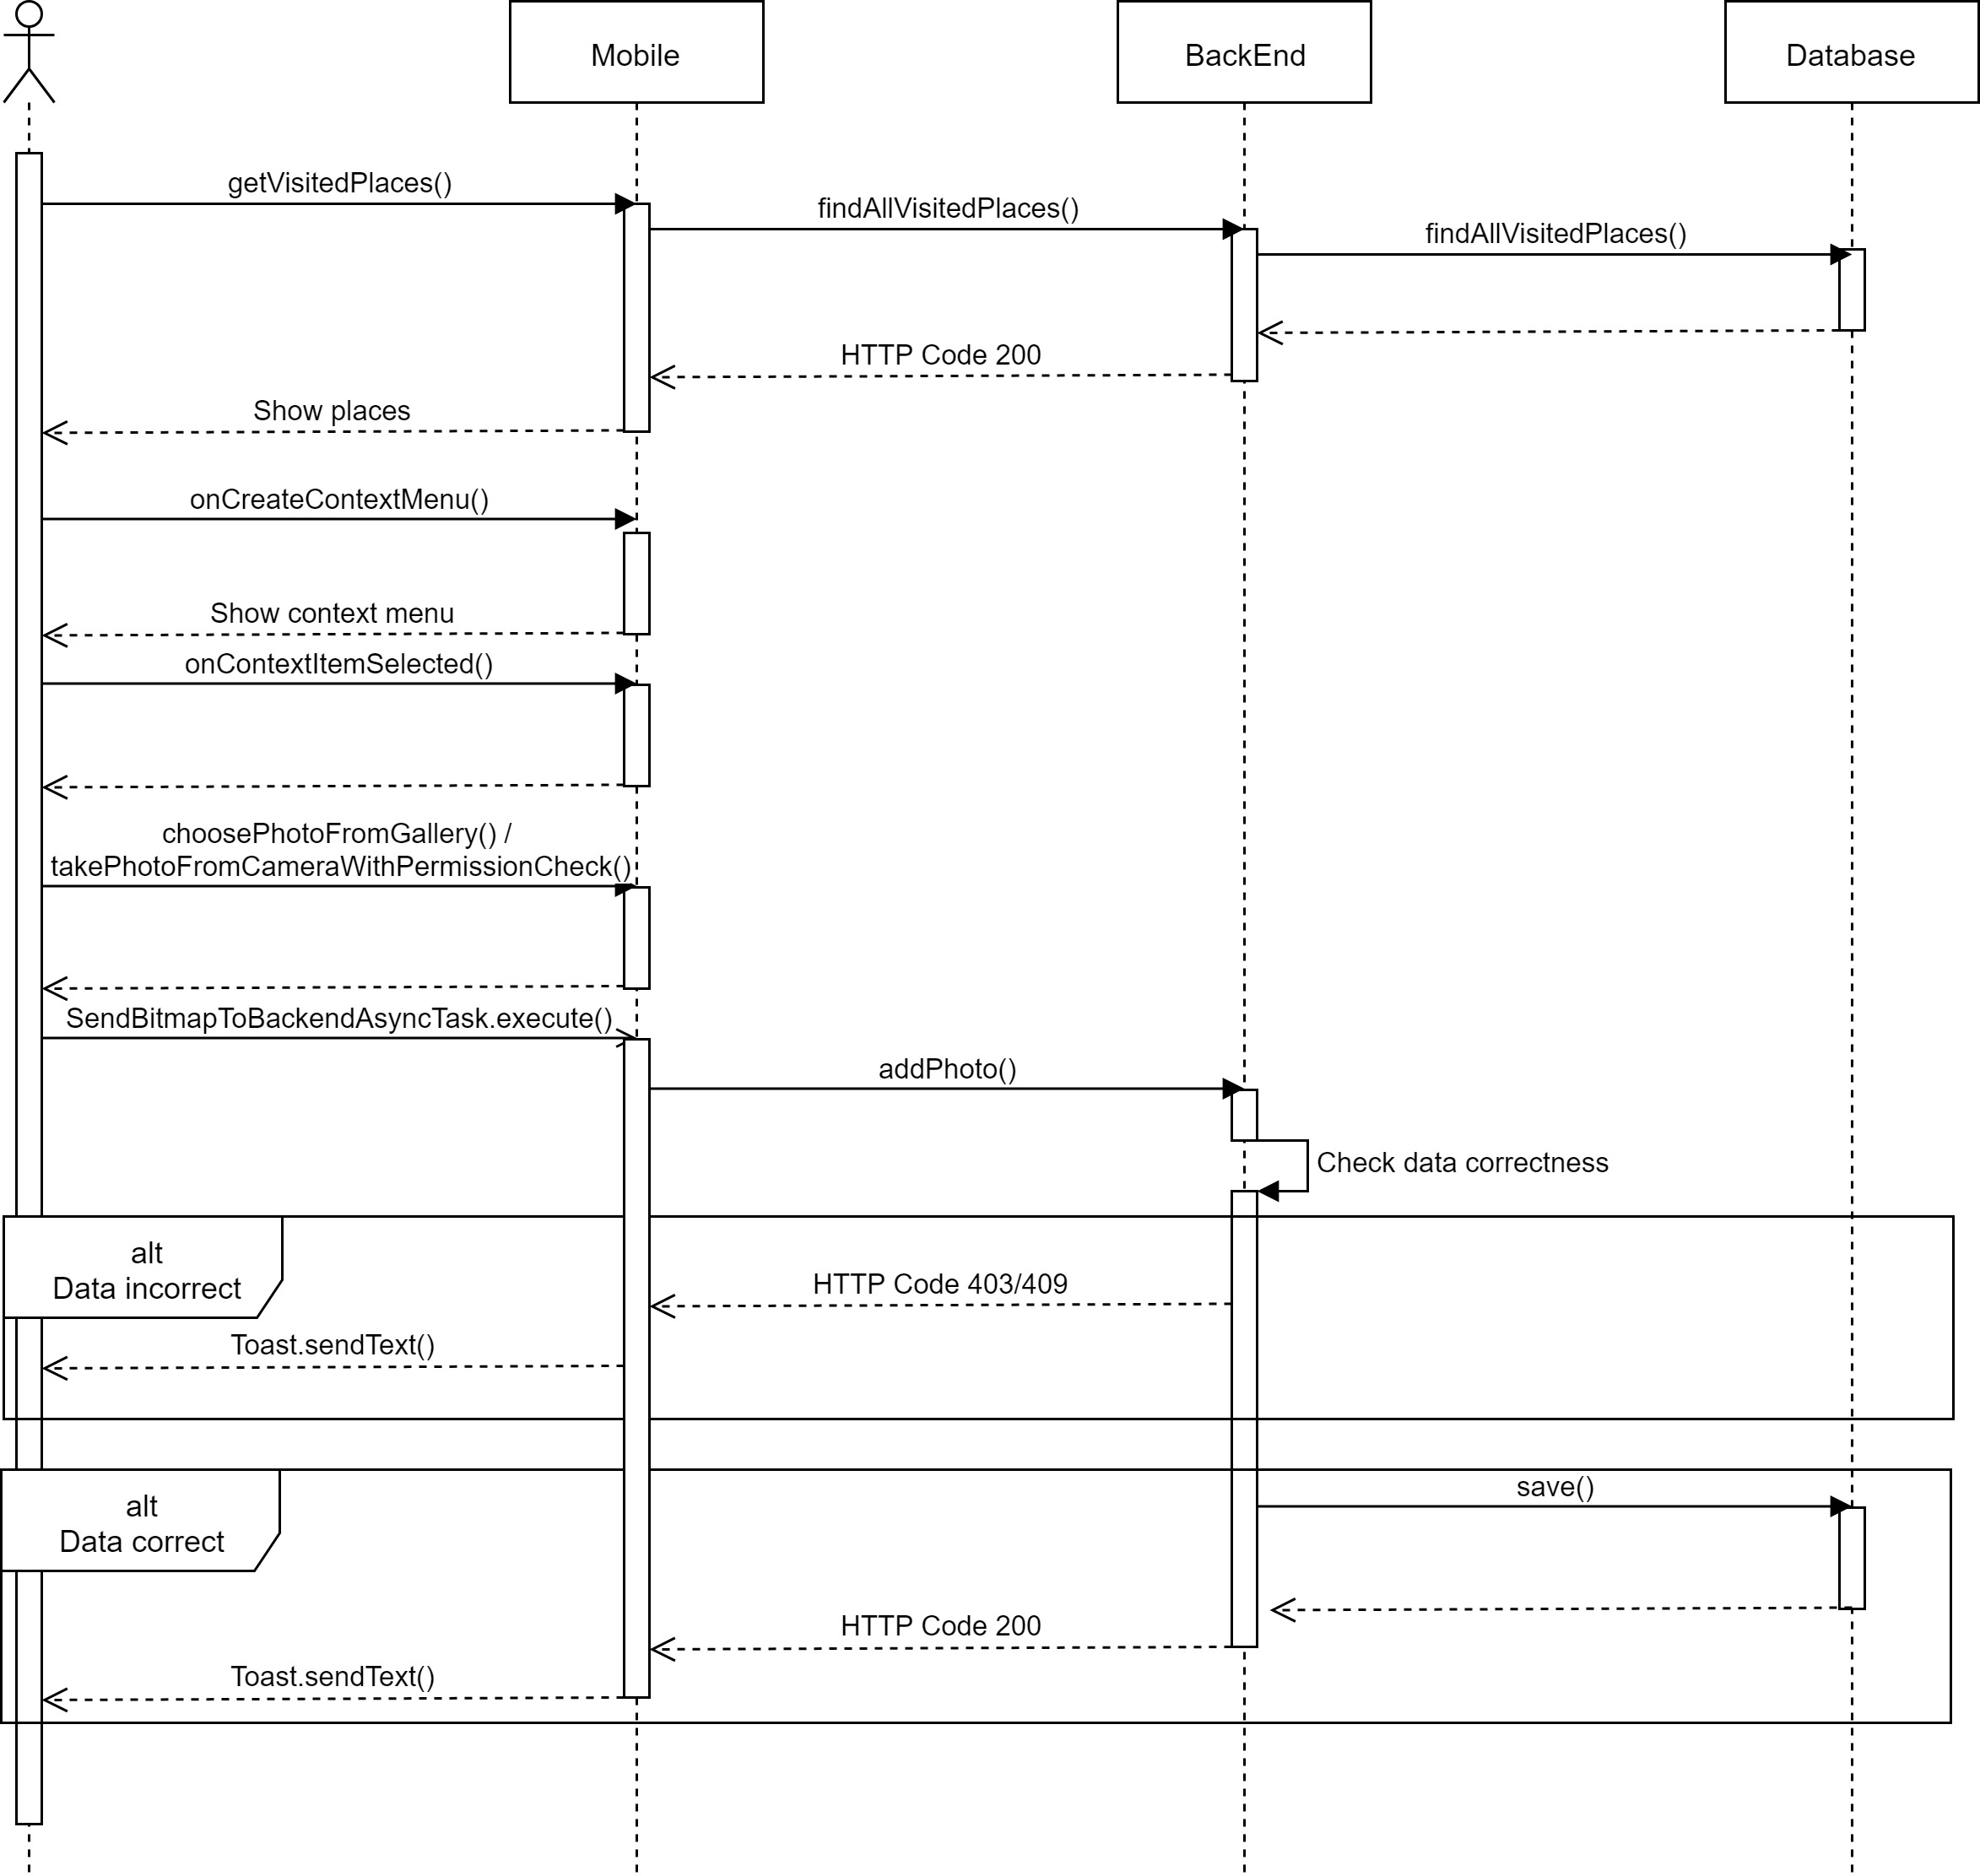 Mobile
BackEnd
Database
getVisitedPlaces()
findAllVisitedPlaces()
findAllVisitedPlaces()
HTTP Code 200
Show places
onCreateContextMenu()
Show context menu
onContextItemSelected()
choosePhotoFromGallery() /
takePhotoFromCameraWithPermissionCheck()
SendBitmapToBackendAsyncTask.execute()
addPhoto()
Check data correctness
alt
Data incorrect
HTTP Code 403/409
Toast.sendText()
alt
Data correct
save()
HTTP Code 200
Toast.sendText()